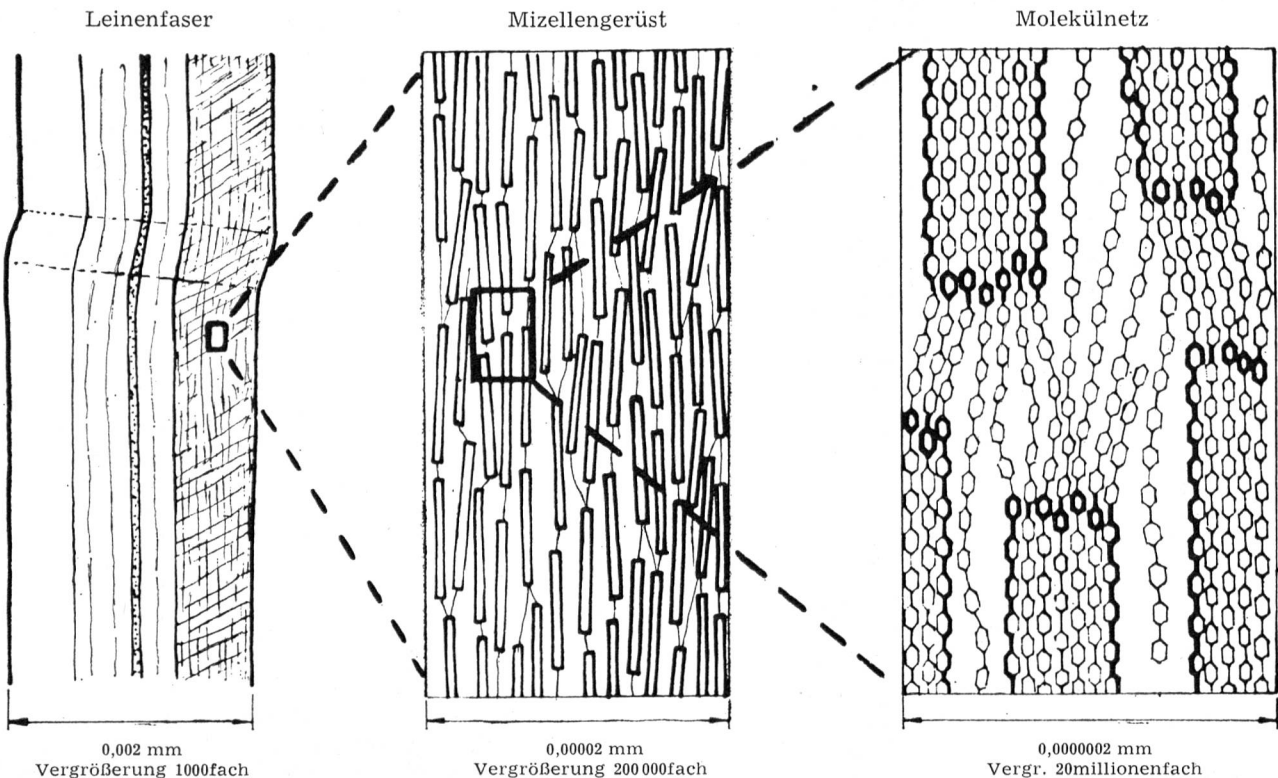 Leinenfaser
Mizellengerüst
Molekülnetz
0,002 mm
Vergrößerung 1000fach
0,00002 mm
Vergrößerung 200000fach
0,0000002 mm
Vergr. 20millionenfach